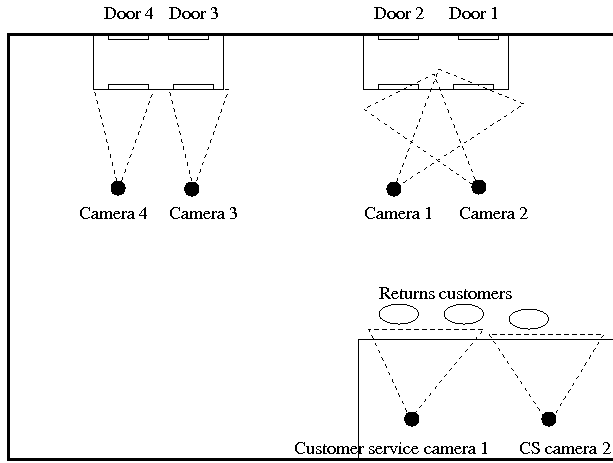 Door 4 Door 3 Door 2 Door 1
Camera 4 Camera 3 Camera 1 Camera 2
Returns customers
Customer service camera 1 CS camera 2